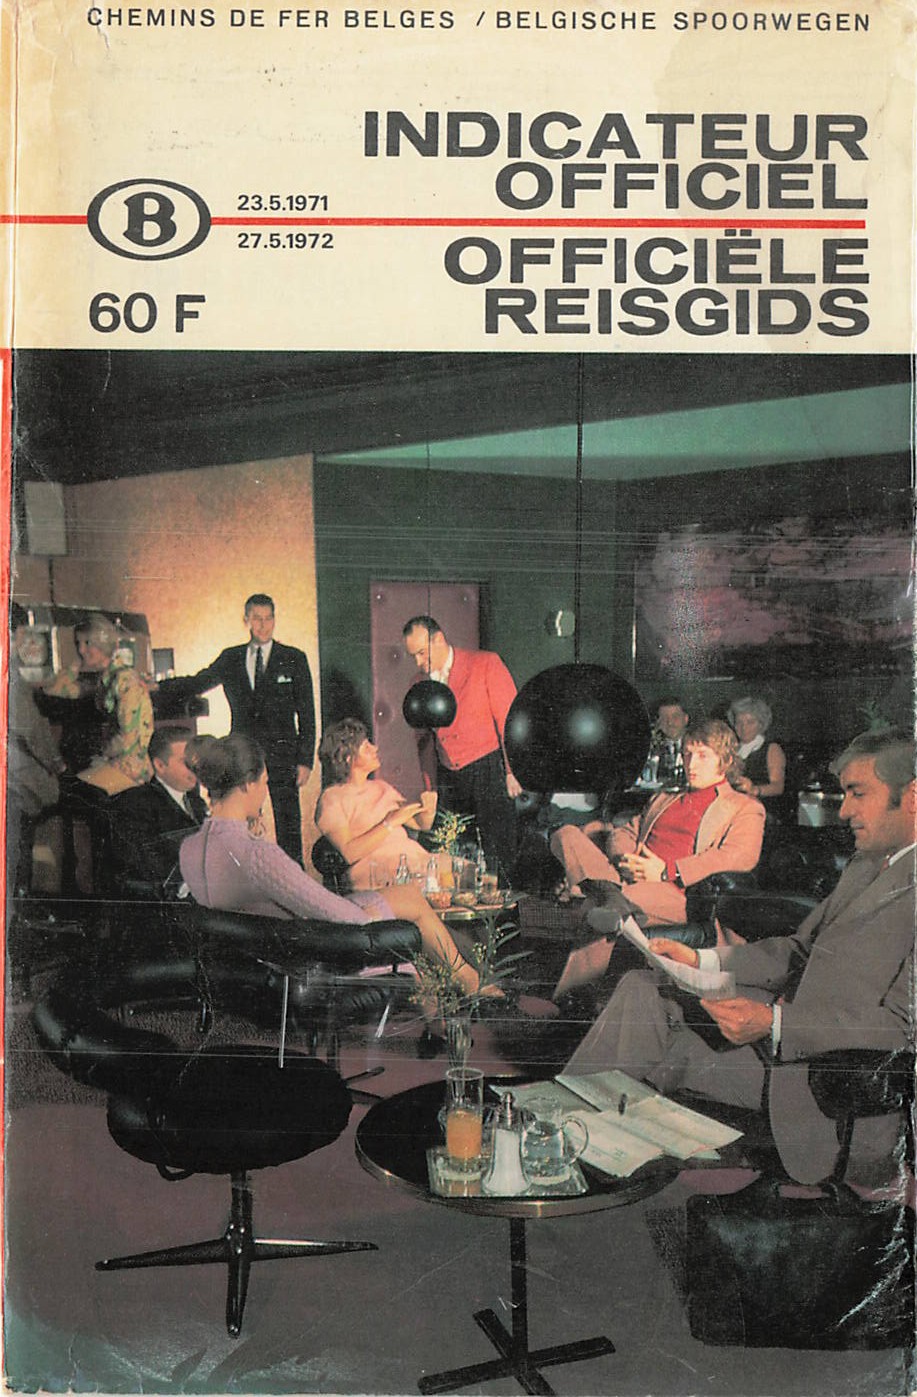 CHEMINS DE FER BELGES / BELGISCHE SPOORWEGEN
INDICATEUR
OFFICIEL
B
23.5.1971
27.5.1972
OFFICIËLE
REISGIDS
60 F